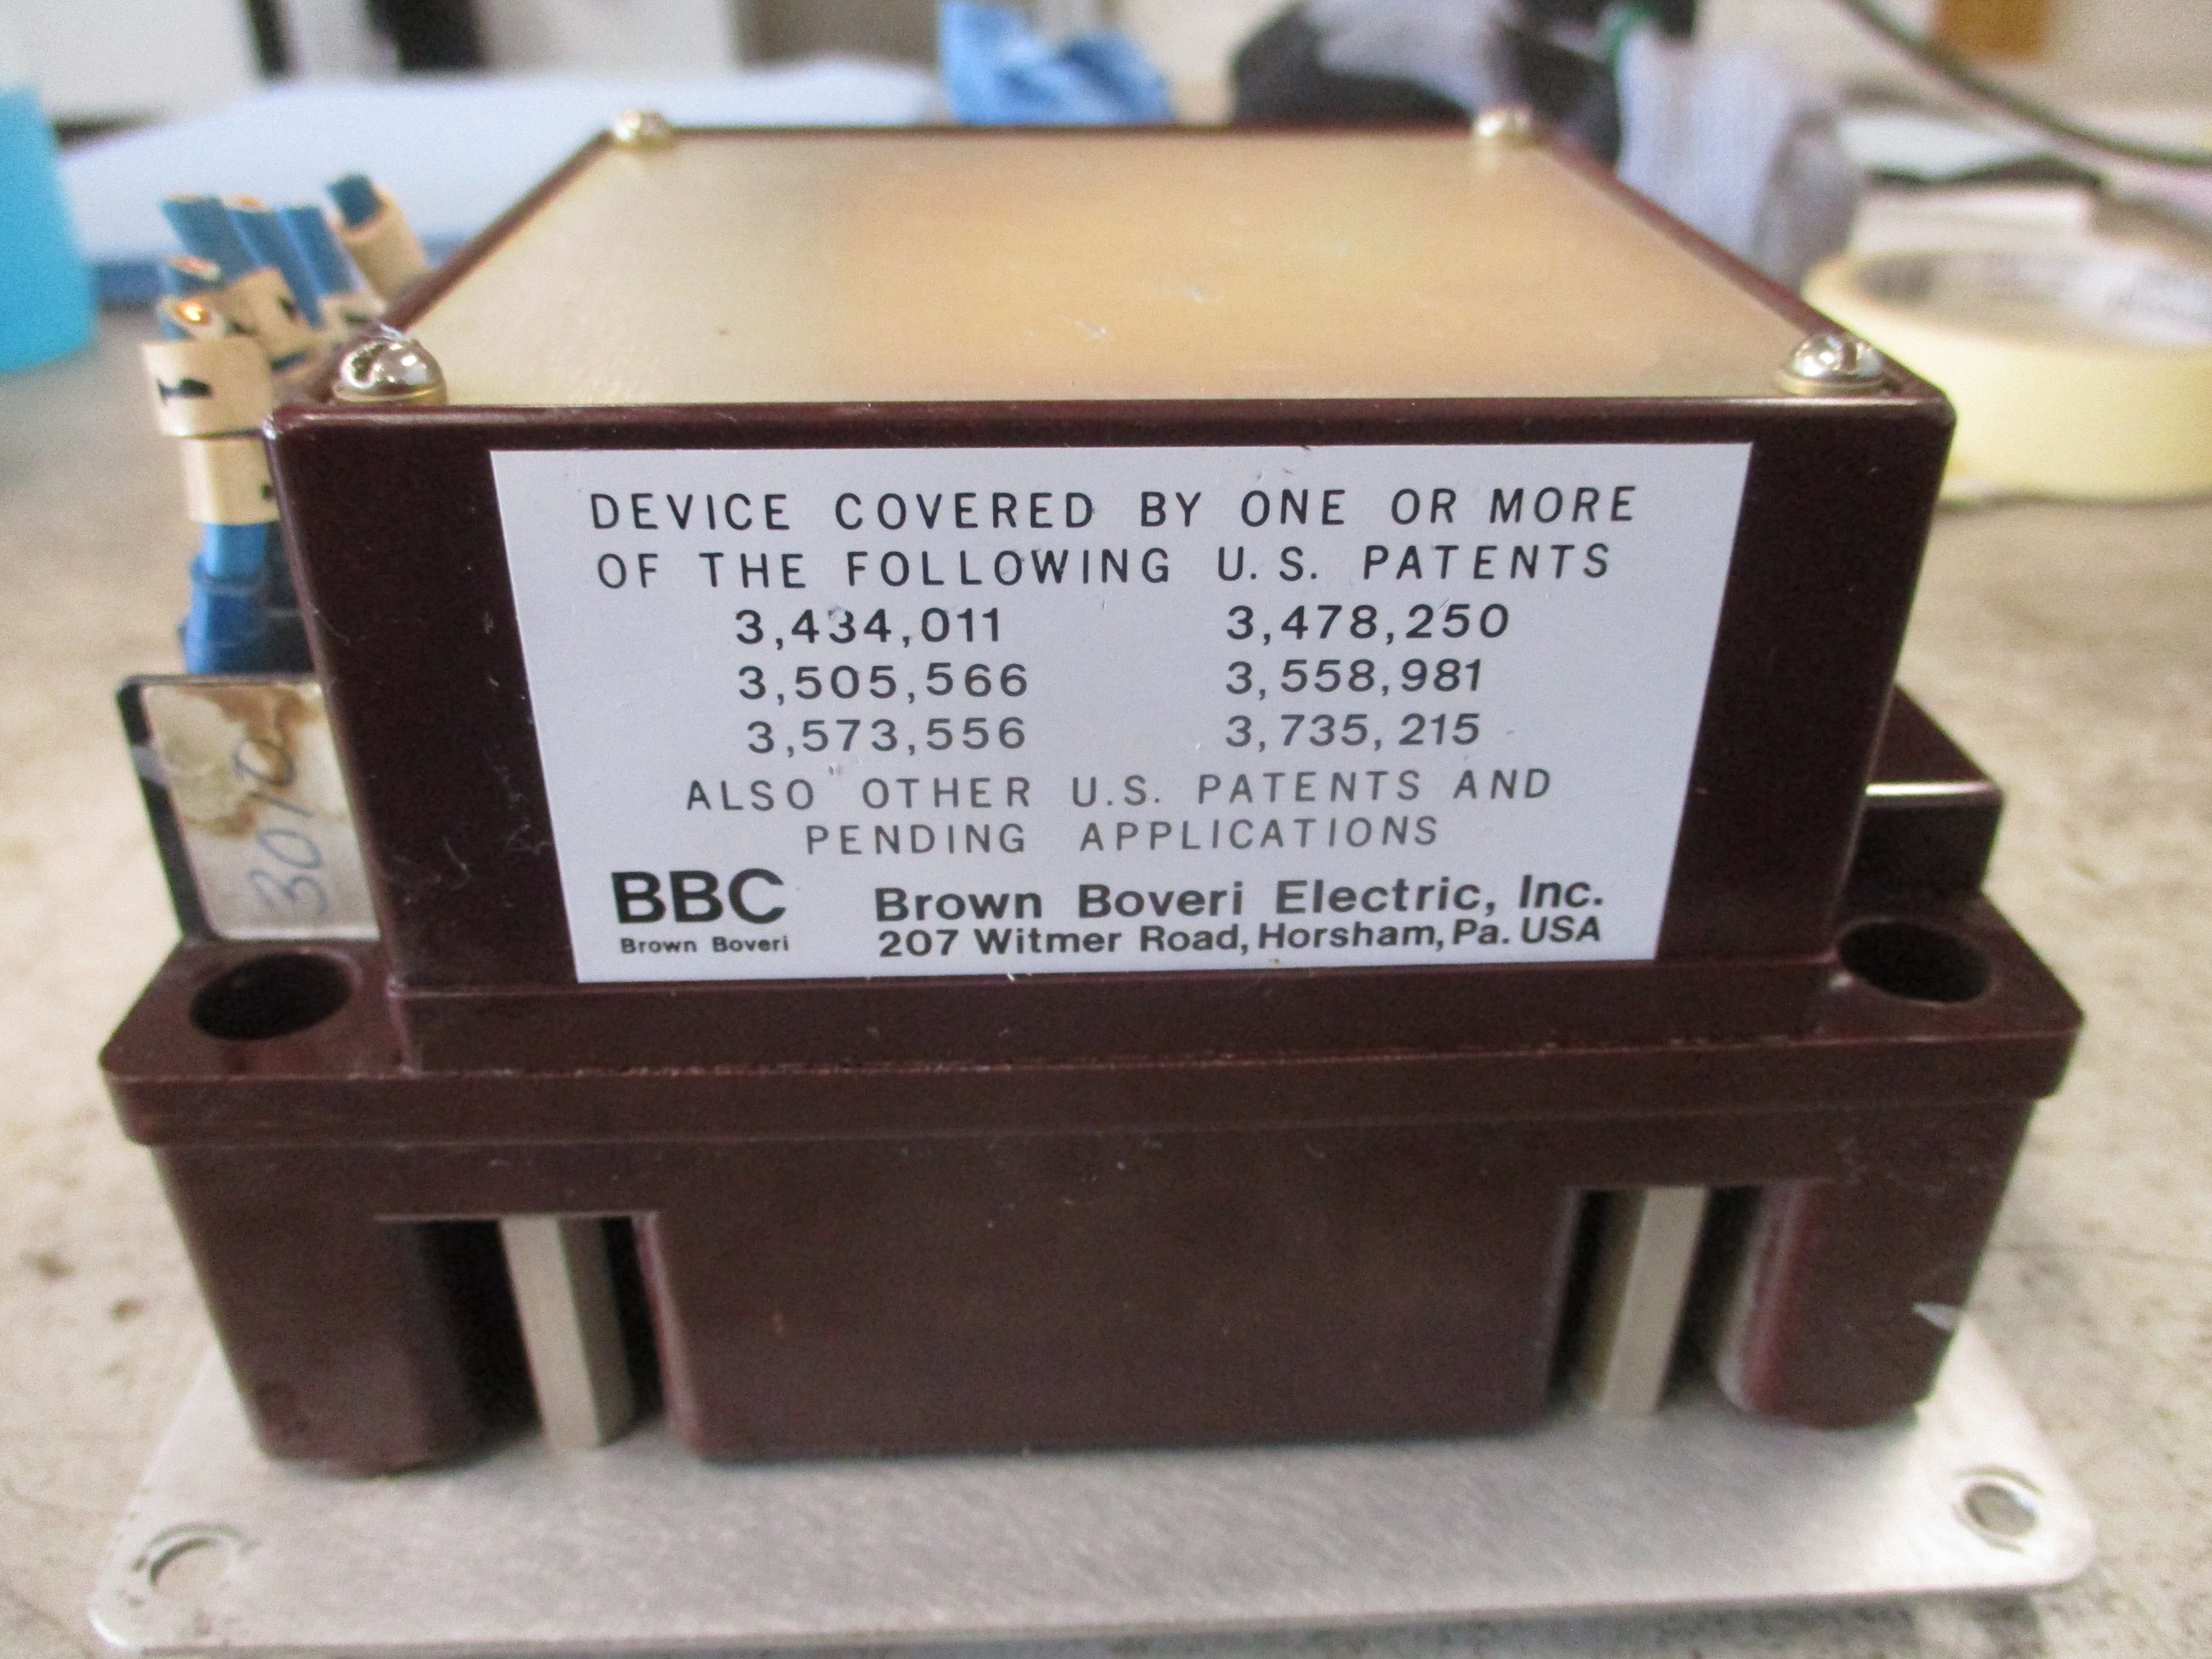 DEVICE COVERED BY ONE OR MORE
OF THE FOLLOWING U.S. PATENTS
3,434,011 3,478,250
3,505,566 3,558,981
3,573,556 3,735,215
ALSO OTHER U.S. PATENTS AND
PENDING APPLICATIONS
BBC
Brown Boveri
Brown Boveri Electric, Inc.
207 Witmer Road, Horsham, Pa. USA